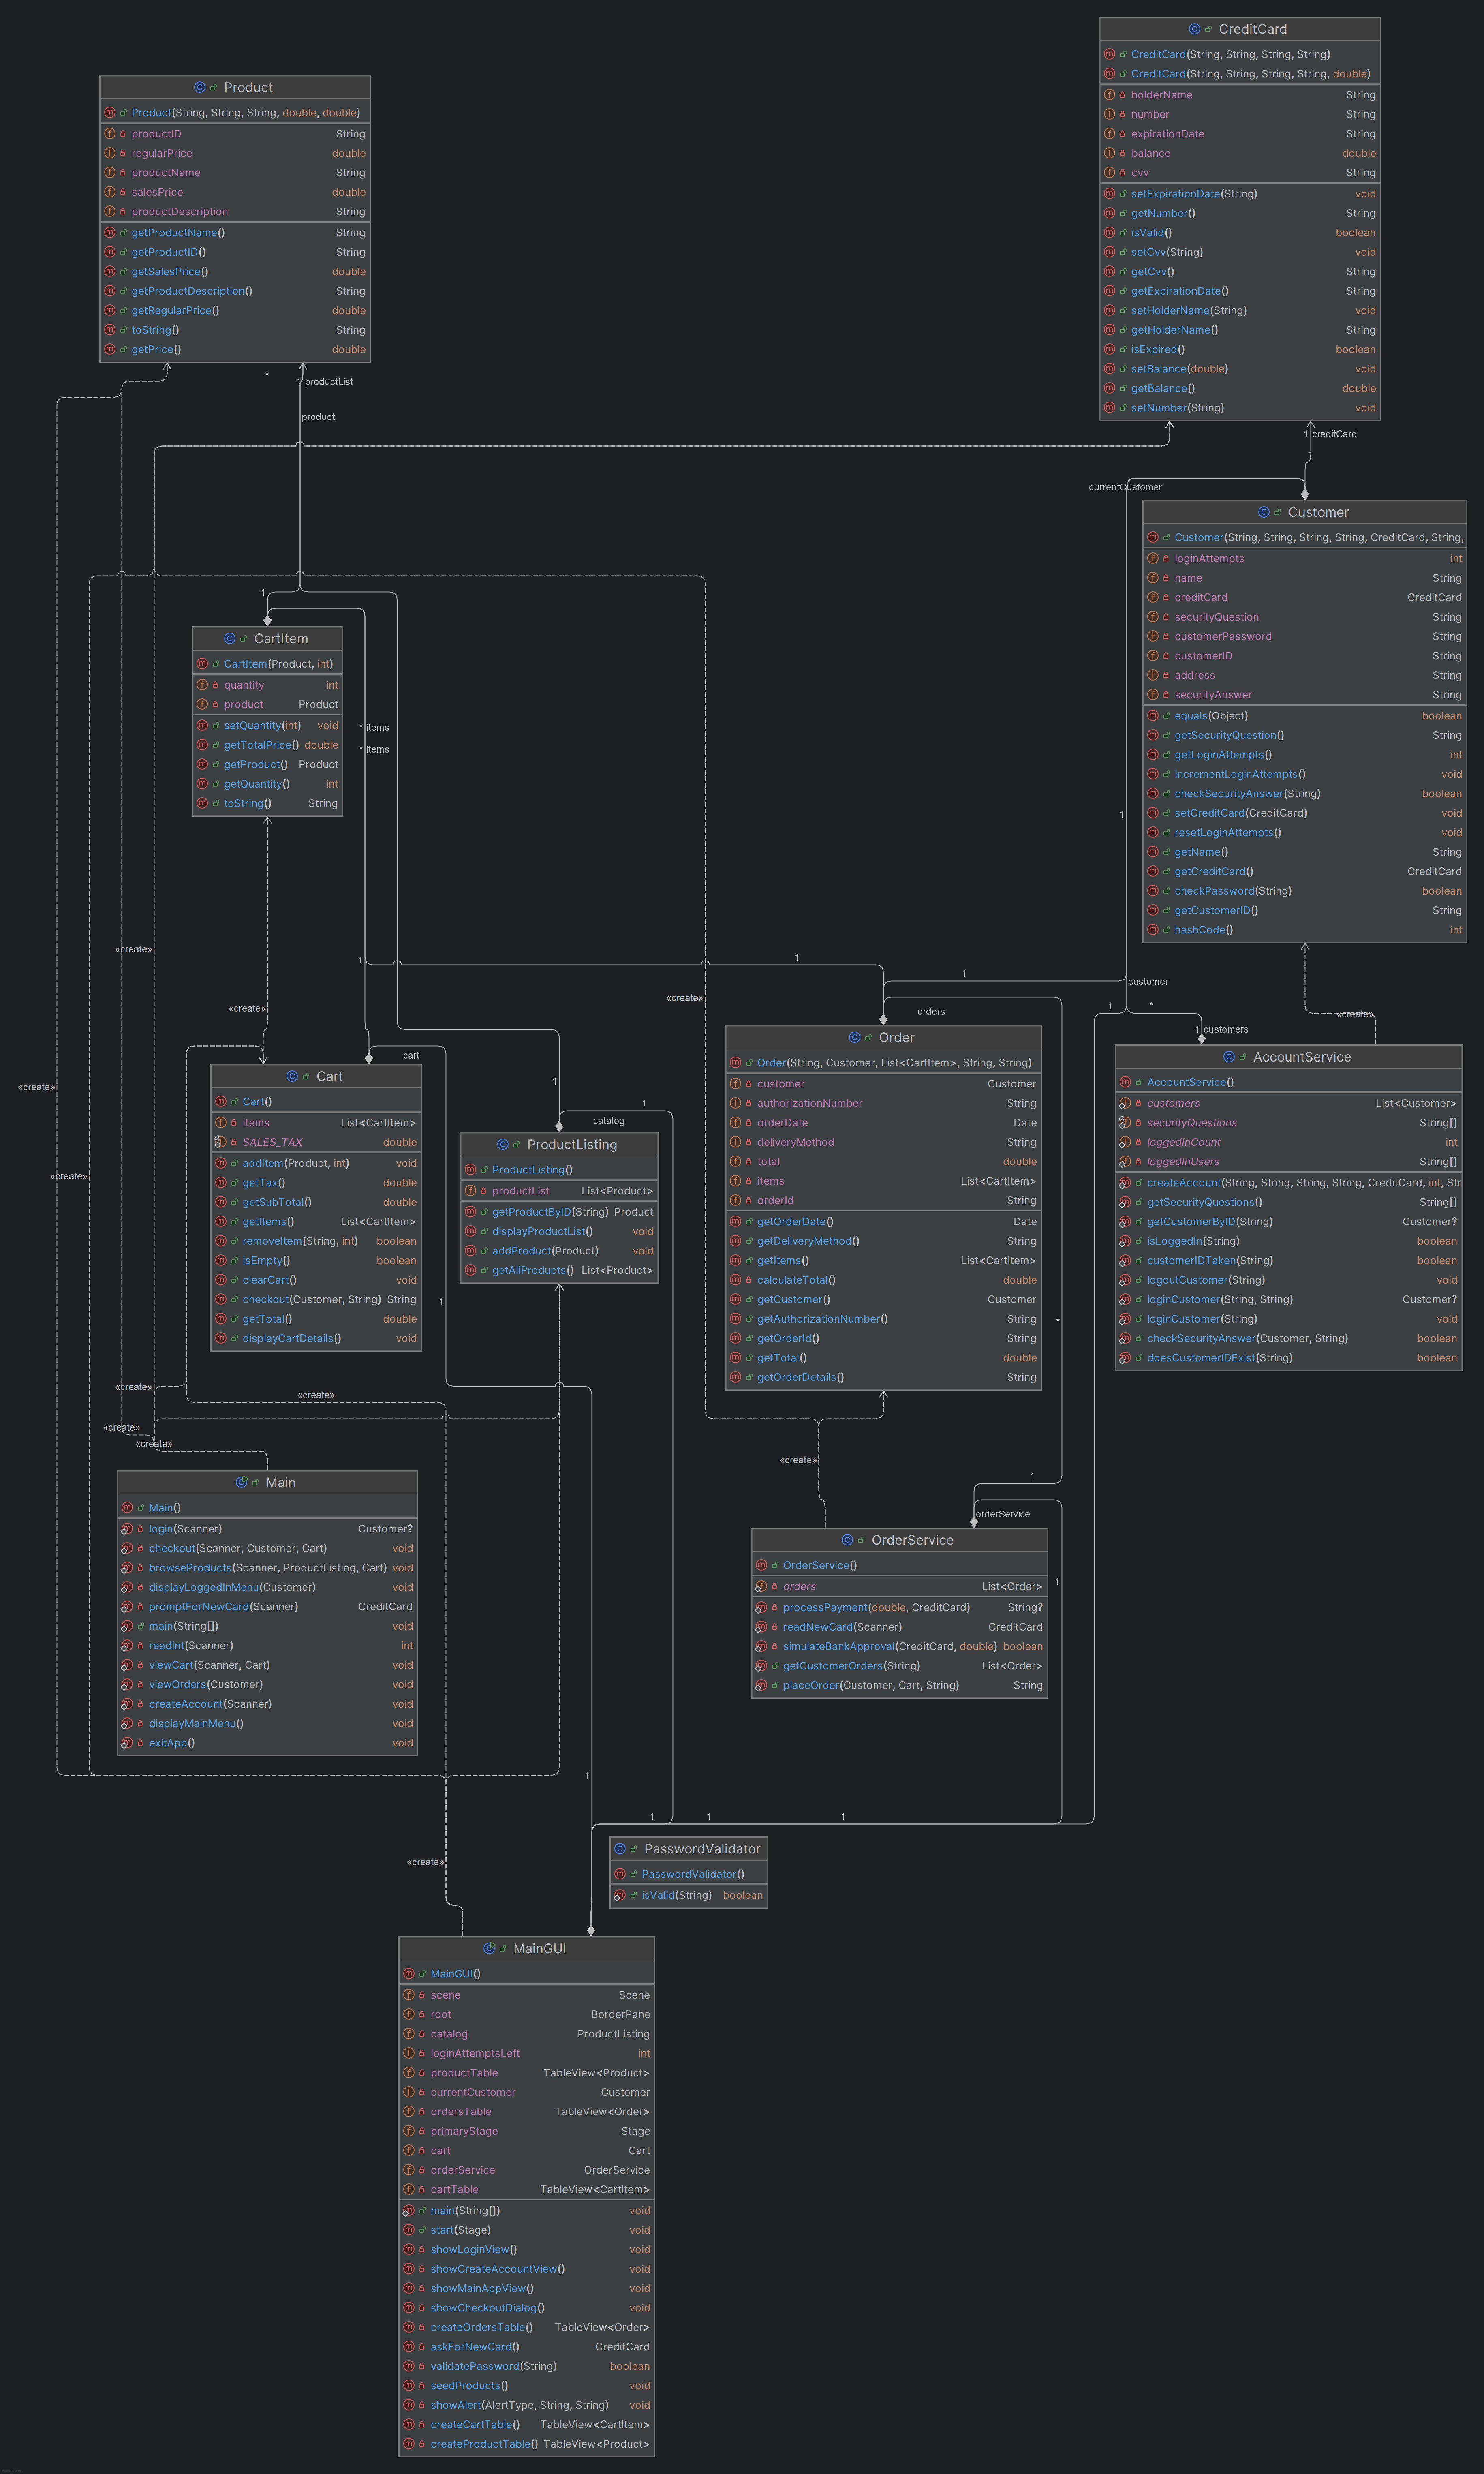 CreditCard
CreditCard(String, String, String, String)
CreditCard(String, String, String, String, double)
holderName String
number String
expirationDate String
balance double
cvv String
setExpirationDate(String) void
getNumber() String
isValid() boolean
setCvv(String) void
getCvv() String
getExpirationDate() String
setHolderName(String) void
getHolderName() String
isExpired() boolean
setBalance(double) void
getBalance() double
setNumber(String) void
Product
Product(String, String, String, double, double)
productID String
regularPrice double
productName String
salesPrice double
productDescription String
getProductName() String
getProductID() String
getSalesPrice() double
getProductDescription() String
getRegularPrice() double
toString() String
getPrice() double
*
1 productList
product
1 creditCard
1
currentCustomer
Customer
Customer(String, String, String, String, CreditCard, String,
loginAttempts int
name String
creditCard CreditCard
securityQuestion String
customerPassword String
customerID String
address String
securityAnswer String
equals(Object) boolean
getSecurityQuestion() String
getLoginAttempts() int
incrementLoginAttempts() void
checkSecurityAnswer(String) boolean
setCreditCard(CreditCard) void
resetLoginAttempts() void
getName() String
getCreditCard() CreditCard
checkPassword(String) boolean
getCustomerID() String
hashCode() int
1
CartItem
CartItem(Product, int)
quantity int
product Product
setQuantity(int) void
getTotalPrice() double
getProduct() Product
getQuantity() int
toString() String
* items
* items
1
«create»
1
1
1
customer
«create»
«create»
orders
1
*
1 customers
«create»
Order
Order(String, Customer, List<CartItem>, String, String)
customer Customer
authorizationNumber String
orderDate Date
deliveryMethod String
total double
items List<CartItem>
orderId String
getOrderDate() Date
getDeliveryMethod() String
getItems() List<CartItem>
calculateTotal() double
getCustomer() Customer
getAuthorizationNumber() String
getOrderId() String
getTotal() double
getOrderDetails() String
AccountService
AccountService()
customers List<Customer>
securityQuestions String[]
loggedInCount int
loggedInUsers String[]
createAccount(String, String, String, String, CreditCard, int, Str
getSecurityQuestions() String[]
getCustomerByID(String) Customer?
isLoggedIn(String) boolean
customerIDTaken(String) boolean
logoutCustomer(String) void
loginCustomer(String, String) Customer?
loginCustomer(String) void
checkSecurityAnswer(Customer, String) boolean
doesCustomerIDExist(String) boolean
cart
Cart
Cart()
items List<CartItem>
SALES_TAX double
addItem(Product, int) void
getTax() double
getSubTotal() double
getItems() List<CartItem>
removeItem(String, int) boolean
isEmpty() boolean
clearCart() void
checkout(Customer, String) String
getTotal() double
displayCartDetails() void
«create»
«create»
1
1
catalog
ProductListing
ProductListing()
productList List<Product>
getProductByID(String) Product
displayProductList() void
addProduct(Product) void
getAllProducts() List<Product>
1
*
«create»
«create»
«create»
«create»
«create»
1
orderService
Main
Main()
login(Scanner) Customer?
checkout(Scanner, Customer, Cart) void
browseProducts(Scanner, ProductListing, Cart) void
displayLoggedInMenu(Customer) void
promptForNewCard(Scanner) CreditCard
main(String[]) void
readInt(Scanner) int
viewCart(Scanner, Cart) void
viewOrders(Customer) void
createAccount(Scanner) void
displayMainMenu() void
exitApp() void
OrderService
OrderService()
orders List<Order>
processPayment(double, CreditCard) String?
readNewCard(Scanner) CreditCard
simulateBankApproval(CreditCard, double) boolean
getCustomerOrders(String) List<Order>
placeOrder(Customer, Cart, String) String
1
1
1
1
1
PasswordValidator
PasswordValidator()
isValid(String) boolean
«create»
MainGUI
MainGUI()
scene Scene
root BorderPane
catalog ProductListing
loginAttemptsLeft int
productTable TableView<Product>
currentCustomer Customer
ordersTable TableView<Order>
primaryStage Stage
cart Cart
orderService OrderService
cartTable TableView<CartItem>
main(String[]) void
start(Stage) void
showLoginView() void
showCreateAccountView() void
showMainAppView() void
showCheckoutDialog() void
createOrdersTable() TableView<Order>
askForNewCard() CreditCard
validatePassword(String) boolean
seedProducts() void
showAlert(AlertType, String, String) void
createCartTable() TableView<CartItem>
createProductTable() TableView<Product>